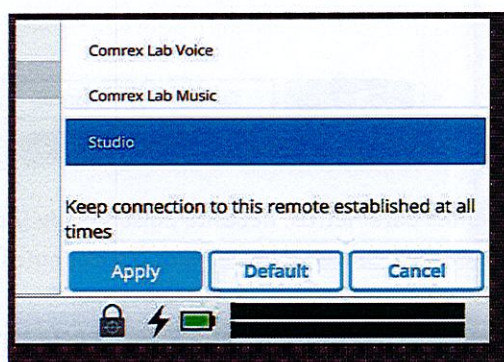 Comrex Lab Voice
Comrex Lab Music
Studio
Keep connection to this remote established at all
times
Apply
Default
Cancel